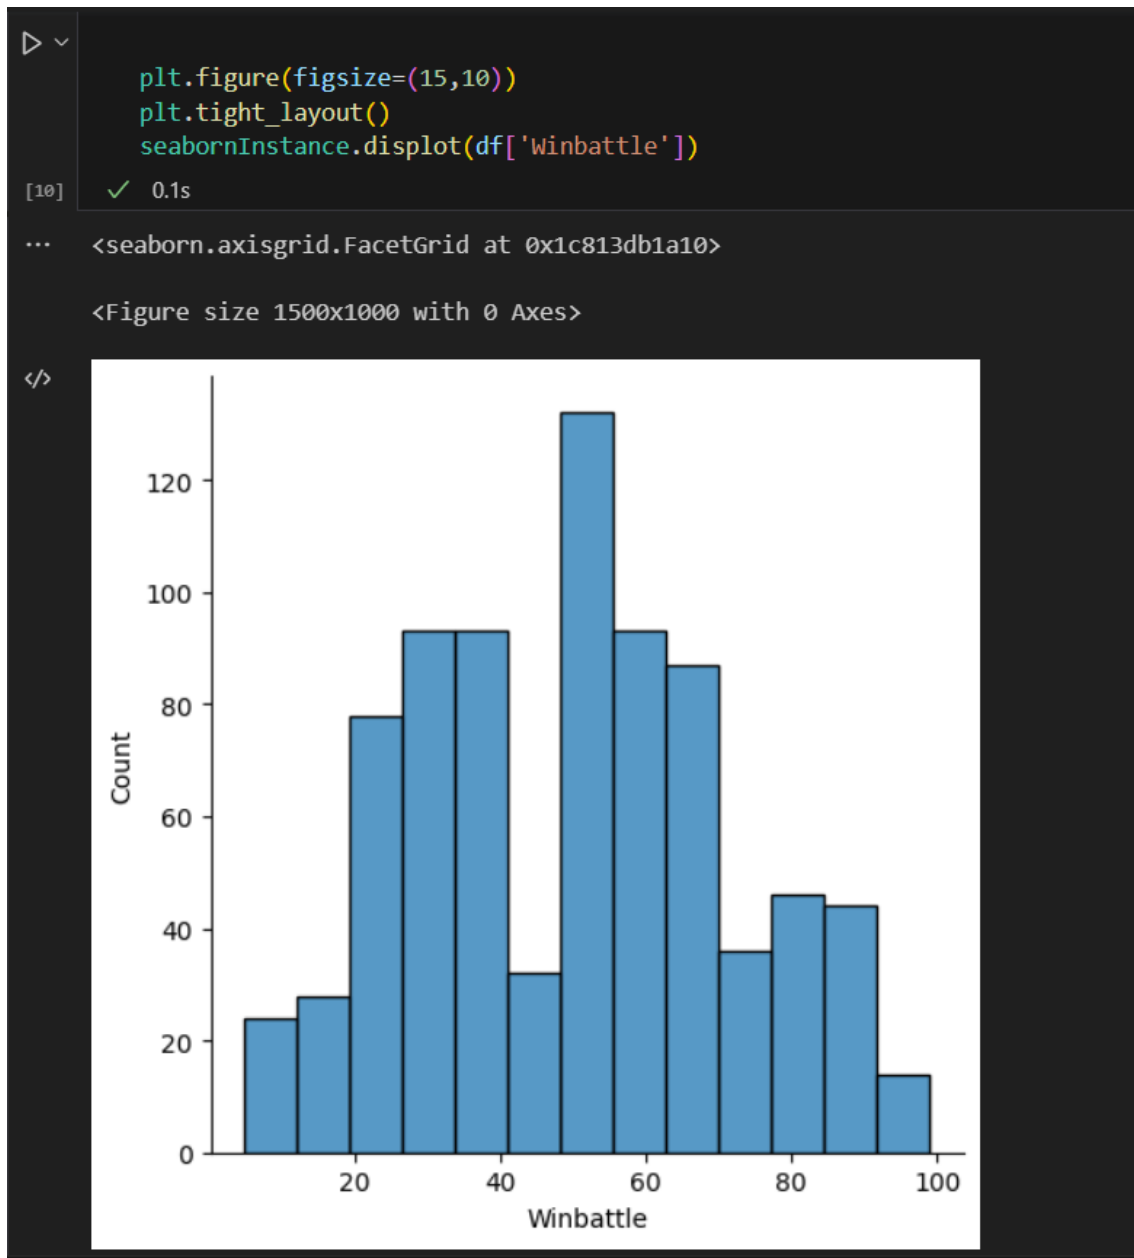 plt.figure(figsize=(15,10))
plt.tight_layout()
seabornInstance.displot(df['Winbattle'])
[10]
0.1s
...
<seaborn.axisgrid.FacetGrid at 0x1c813db1a10>
<Figure size 1500x1000 with 0 Axes>
120
100
80
60
40
20
0
Count
20 40 60 80 100
Winbattle